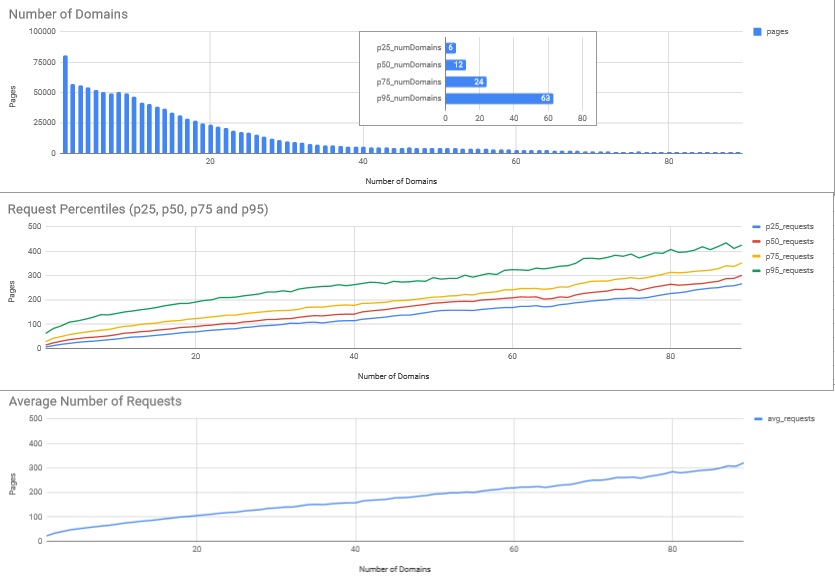 Number of Domains
100000
75000
50000
25000
0
Pages
20
40
60
80
Number of Domains
pages
p25_numDomains
6
p50_numDomains
12
p75_numDomains
24
p95_numDomains
63
0
20
40
60
80
Request Percentiles (p25, p50, p75 and p95)
500
400
300
200
100
0
Pages
20
40
60
80
Number of Domains
p25_requests
p50_requests
p75_requests
p95_requests
Average Number of Requests
500
400
300
200
100
0
Pages
20
40
60
80
Number of Domains
avg_requests